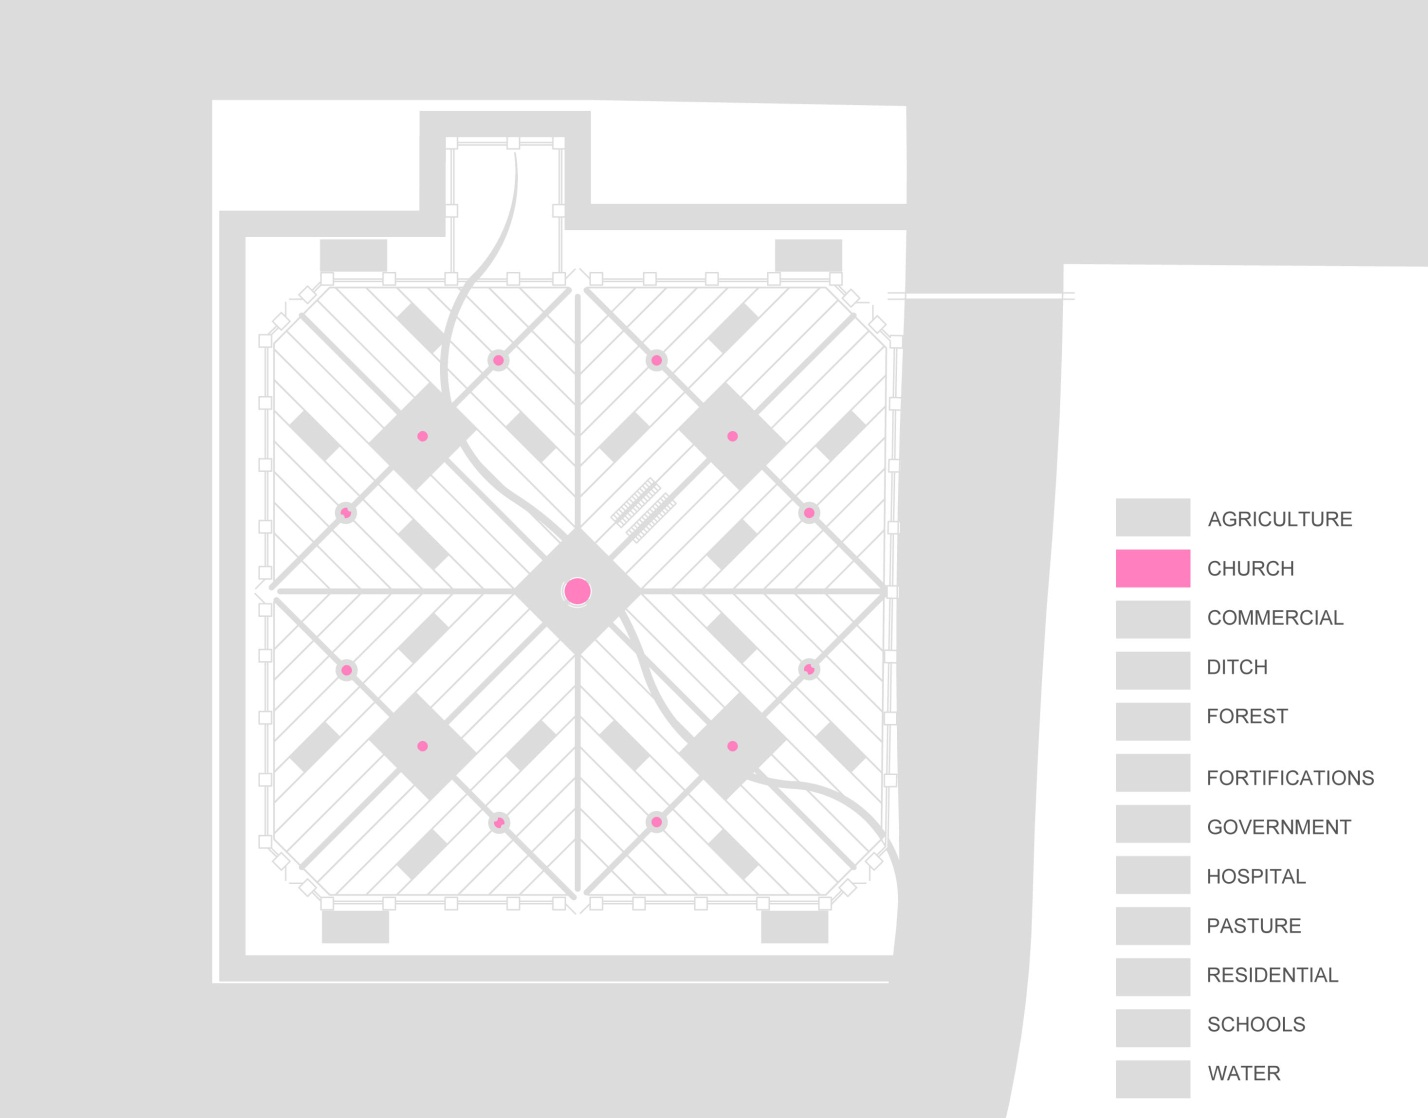 AGRICULTURE
CHURCH
COMMERCIAL
DITCH
FOREST
FORTIFICATIONS
GOVERNMENT
HOSPITAL
PASTURE
RESIDENTIAL
SCHOOLS
WATER